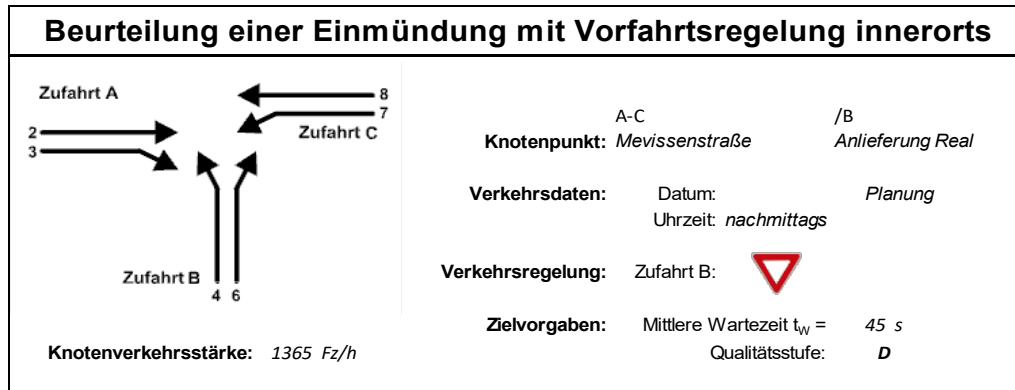 Beurteilung einer Einmündung mit Vorfahrtsregelung innerorts
Zufahrt A
8
7
Zufahrt C
2
3
Zufahrt B
4 6
Knotenverkehrsstärke: 1365 Fz/h
A-C /B
Knotenpunkt: Mevissenstraße Anlieferung Real
Verkehrsdaten: Datum: Planung
Uhrzeit: nachmittags
Verkehrsregelung: Zufahrt B:
Zielvorgaben: Mittlere Wartezeit tW = 45 s
Qualitätsstufe: D